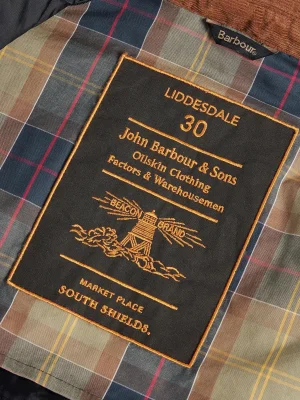 Barbour
LIDDESDALE
30
John Barbour & Sons
Oilskin Clothing
Factors & Warehousemen
BEACON BRAND
MARKET PLACE
SOUTH SHIELDS.